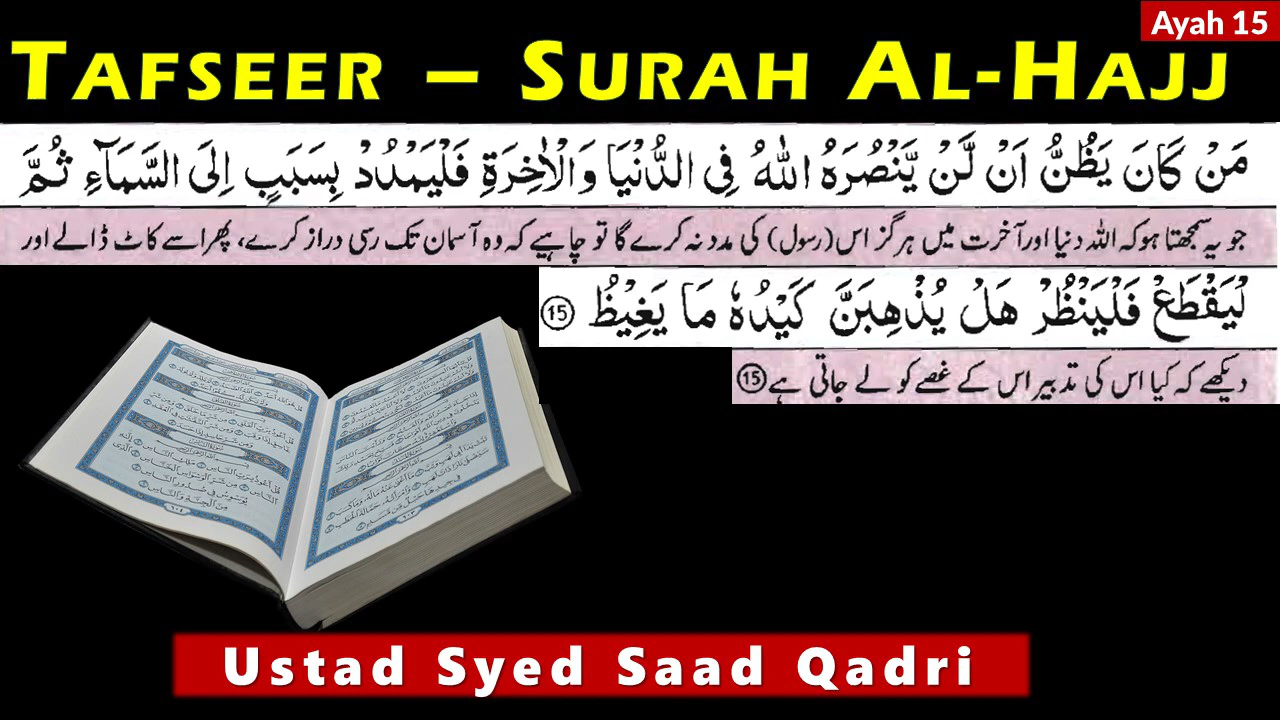 Ayah 15
TAFSEER – SURAH AL-HAJJ
مَنْ كَانَ يَظُنُّ اَنْ لَّنْ يَّنْصُرَهُ اللّٰهُ فِى الدُّنْيَا وَالْاٰخِرَةِ فَلْيَمْدُدْ بِسَبَبٍ اِلَى السَّمَآءِ ثُمَّ
جو یہ سمجھتا ہو کہ اللہ دنیا اور آخرت میں ہرگز اس (رسول) کی مدد نہ کرے گا تو چاہیے کہ وہ آسمان تک رسی دراز کرے، پھر اسے کاٹ ڈالے اور
لْيَقْطَعْ فَلْيَنْظُرْ هَلْ يُذْهِبَنَّ كَيْدُهٗ مَا يَغِيْظُ 15
دیکھے کہ کیا اس کی تدبیر اس کے غصے کو لے جاتی ہے 15
Ustad Syed Saad Qadri